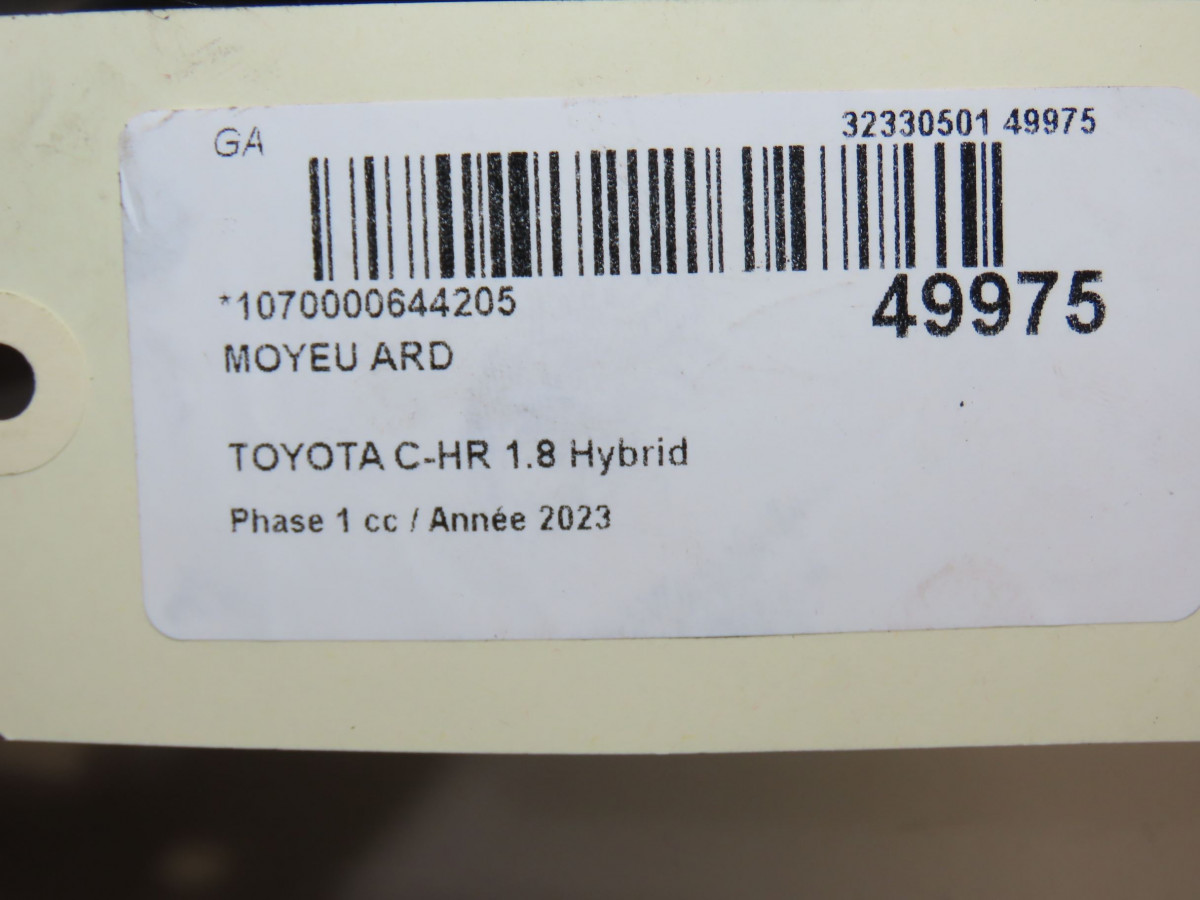 GA
32330501 49975
*1070000644205
49975
MOYEU ARD
TOYOTA C-HR 1.8 Hybrid
Phase 1 cc / Année 2023